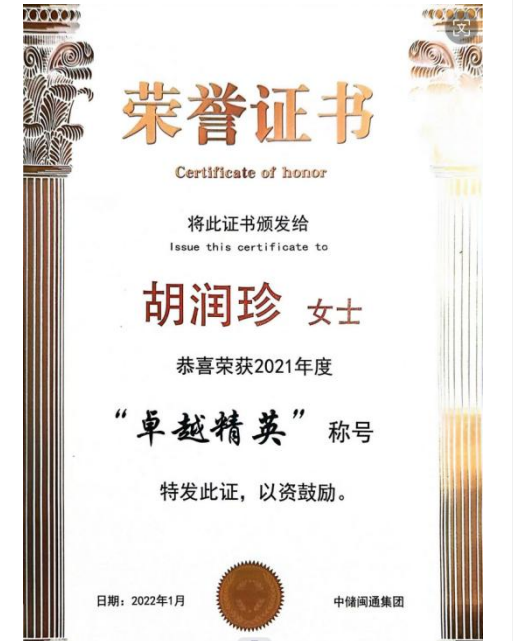 荣誉证书
Certificate of honor
将此证书颁发给
Issue this certificate to
胡润珍 女士
恭喜荣获2021年度
“卓越精英”称号
特发此证，以资鼓励。
日期：2022年1月 中储闽通集团